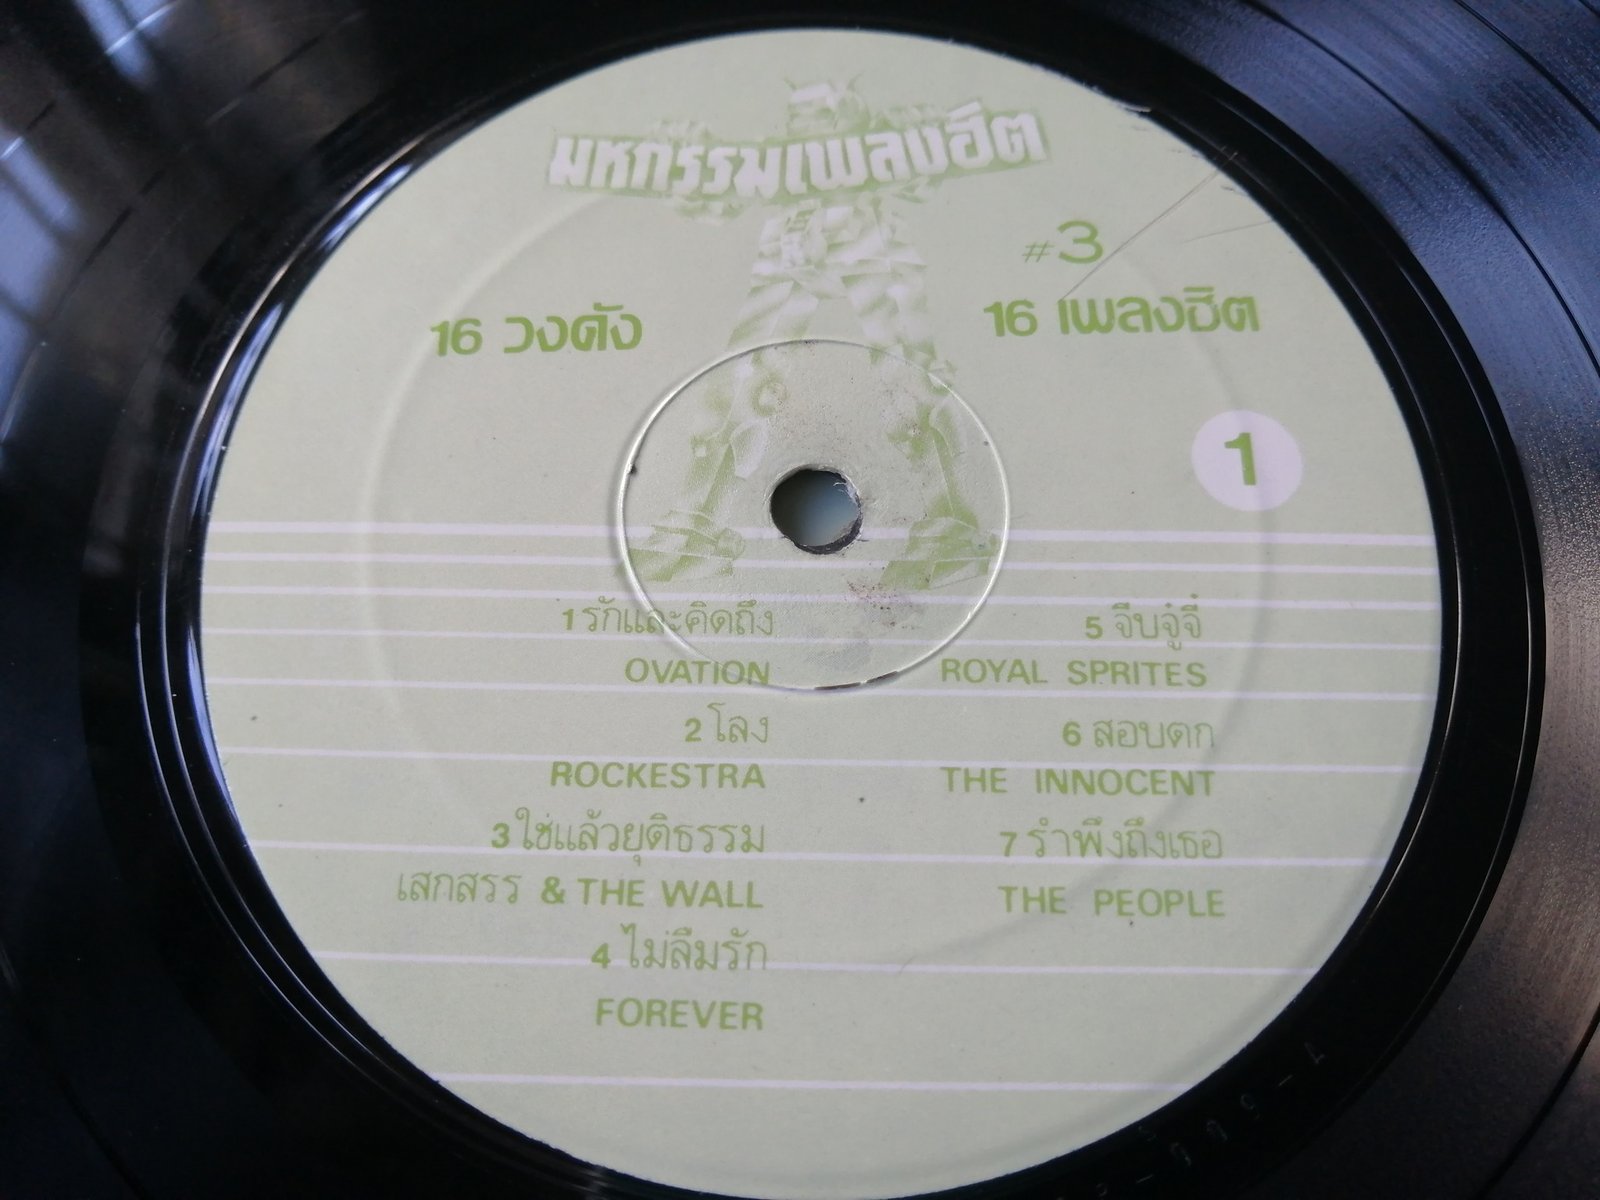 มหกรรมเพลงฮิต
#3
16 วงดัง
16 เพลงฮิต
1
1 รักและคิดถึง
OVATION
2 โลง
ROCKESTRA
3 ใช่แล้วยุติธรรม
เสกสรร & THE WALL
4 ไม่ลืมรัก
FOREVER
5 จีบจู๋จี๋
ROYAL SPRITES
6 สอบตก
THE INNOCENT
7 รำพึงถึงเธอ
THE PEOPLE